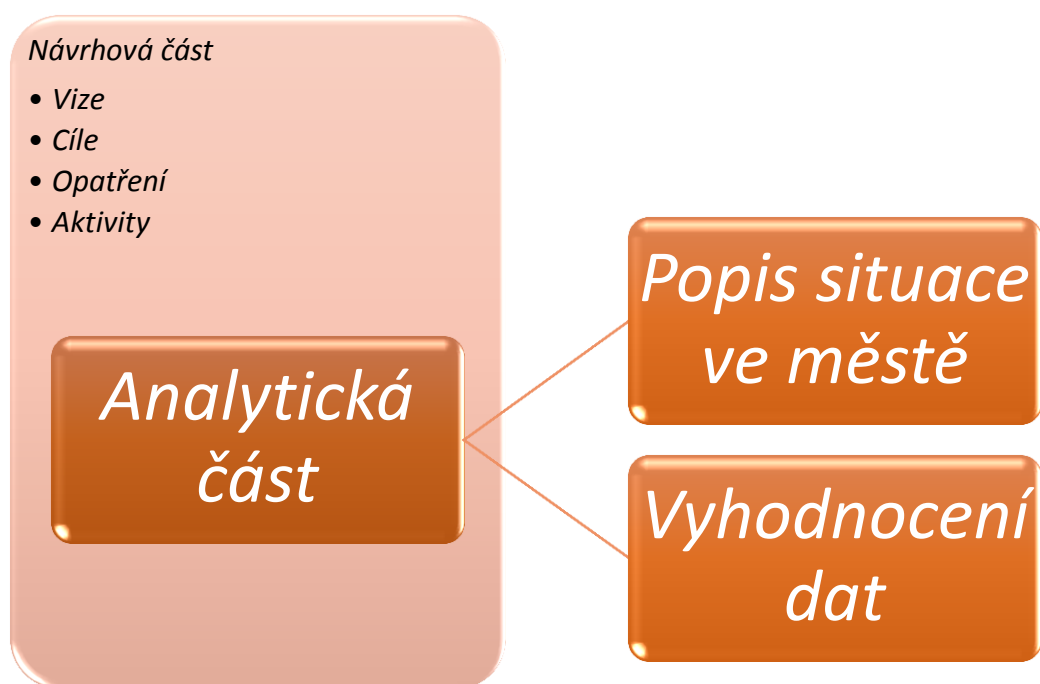 Návrhová část
• Vize
• Cíle
• Opatření
• Aktivity
Analytická
část
Popis situace
ve městě
Vyhodnocení
dat